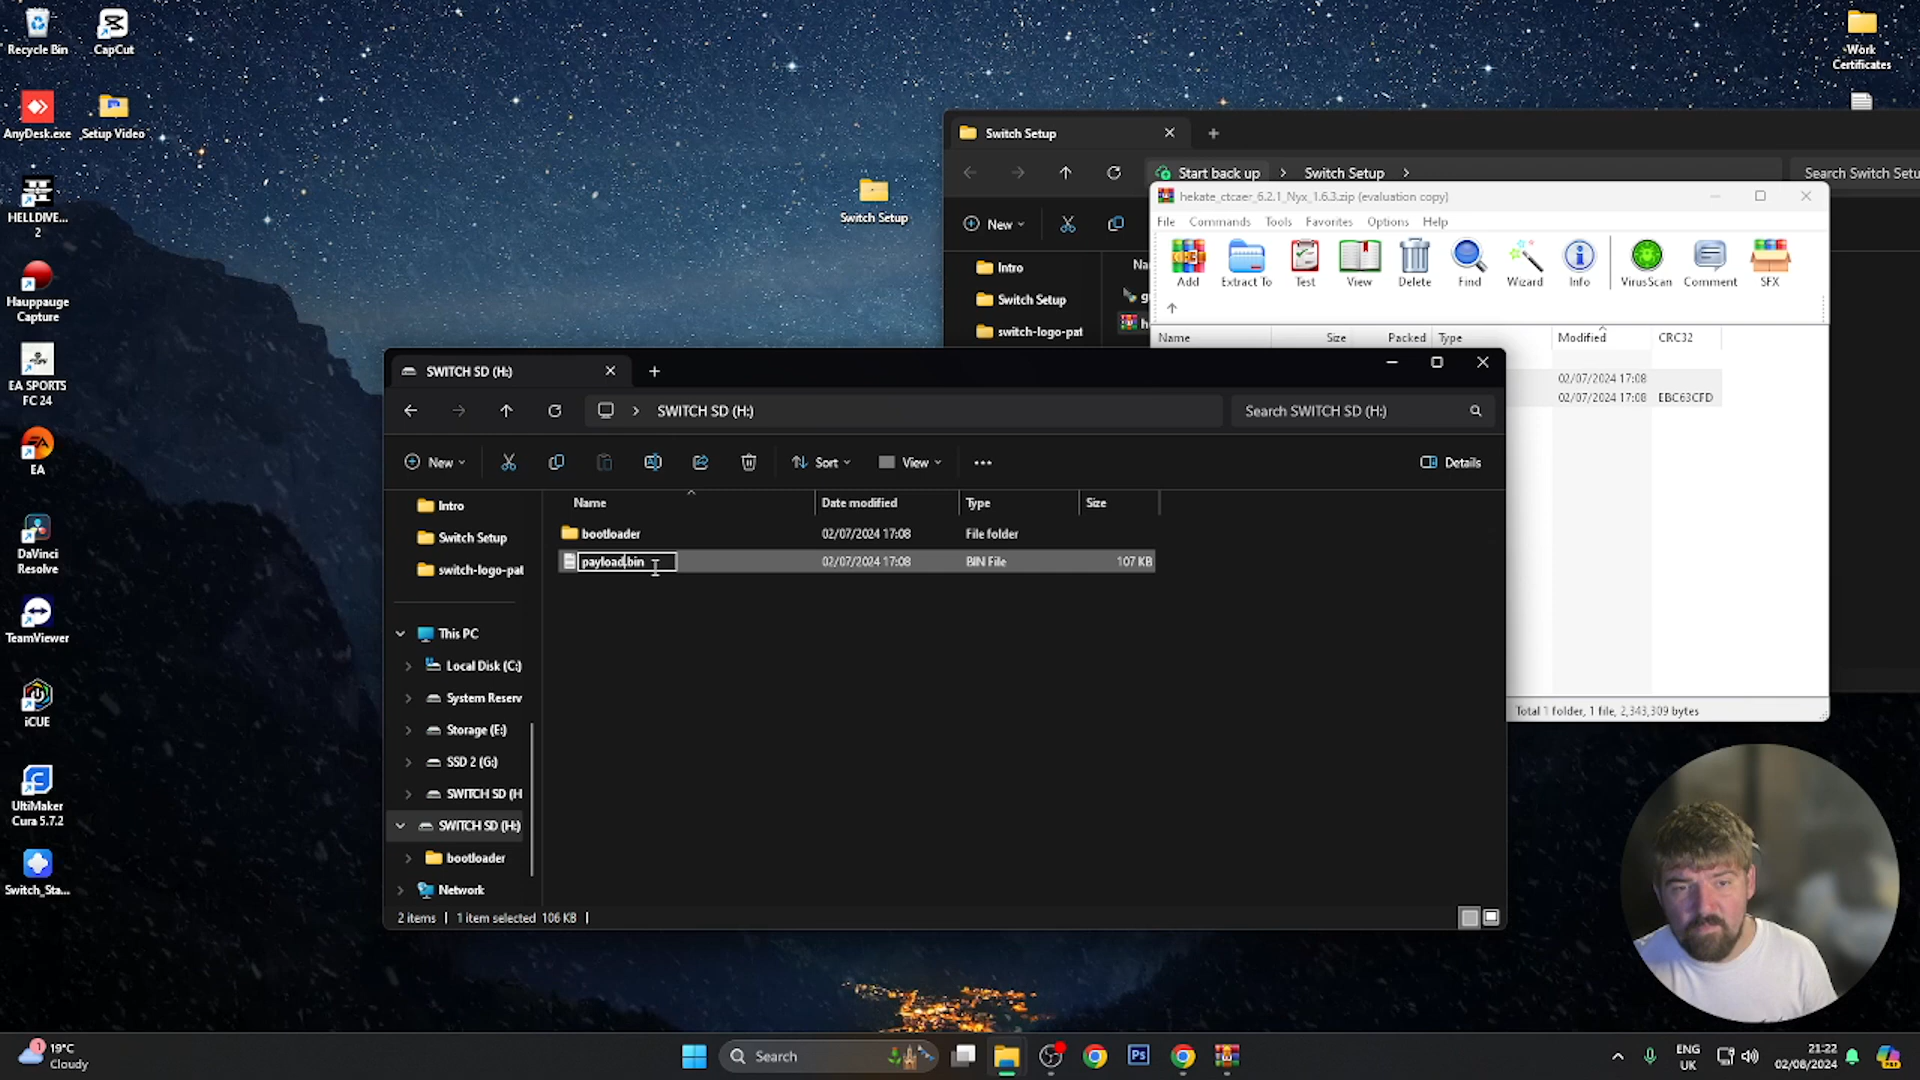 Recycle Bin
CapCut
AnyDesk.exe
Setup Video
HELLDIVE...
2
Hauppauge
Capture
EA SPORTS
FC 24
EA
DaVinci
Resolve
TeamViewer
iCUE
UltiMaker
Cura 5.7.2
Switch_Sta...
Switch Setup
Work
Certificates
Switch Setup
Start back up
Switch Setup
Search Switch Setu
New
Intro
Switch Setup
switch-logo-pat
hekate_ctcaer_6.2.1_Nyx_1.6.3.zip (evaluation copy)
File Commands Tools Favorites Options Help
Add Extract To Test View Delete Find Wizard Info VirusScan Comment SFX
Name Size Packed Type Modified CRC32
02/07/2024 17:08
02/07/2024 17:08 EBC63CFD
Total 1 folder, 1 file, 2,343,309 bytes
SWITCH SD (H:)
SWITCH SD (H:)
Search SWITCH SD (H:)
New
Sort
View
Details
Intro
Switch Setup
switch-logo-pat
This PC
Local Disk (C:)
System Reserv
Storage (E:)
SSD 2 (G:)
SWITCH SD (H
SWITCH SD (H:)
bootloader
Network
Name Date modified Type Size
bootloader 02/07/2024 17:08 File folder
payload.bin 02/07/2024 17:08 BIN File 107 KB
2 items 1 item selected 106 KB
1
19°C
Cloudy
Search
ENG
UK
21:22
02/08/2024